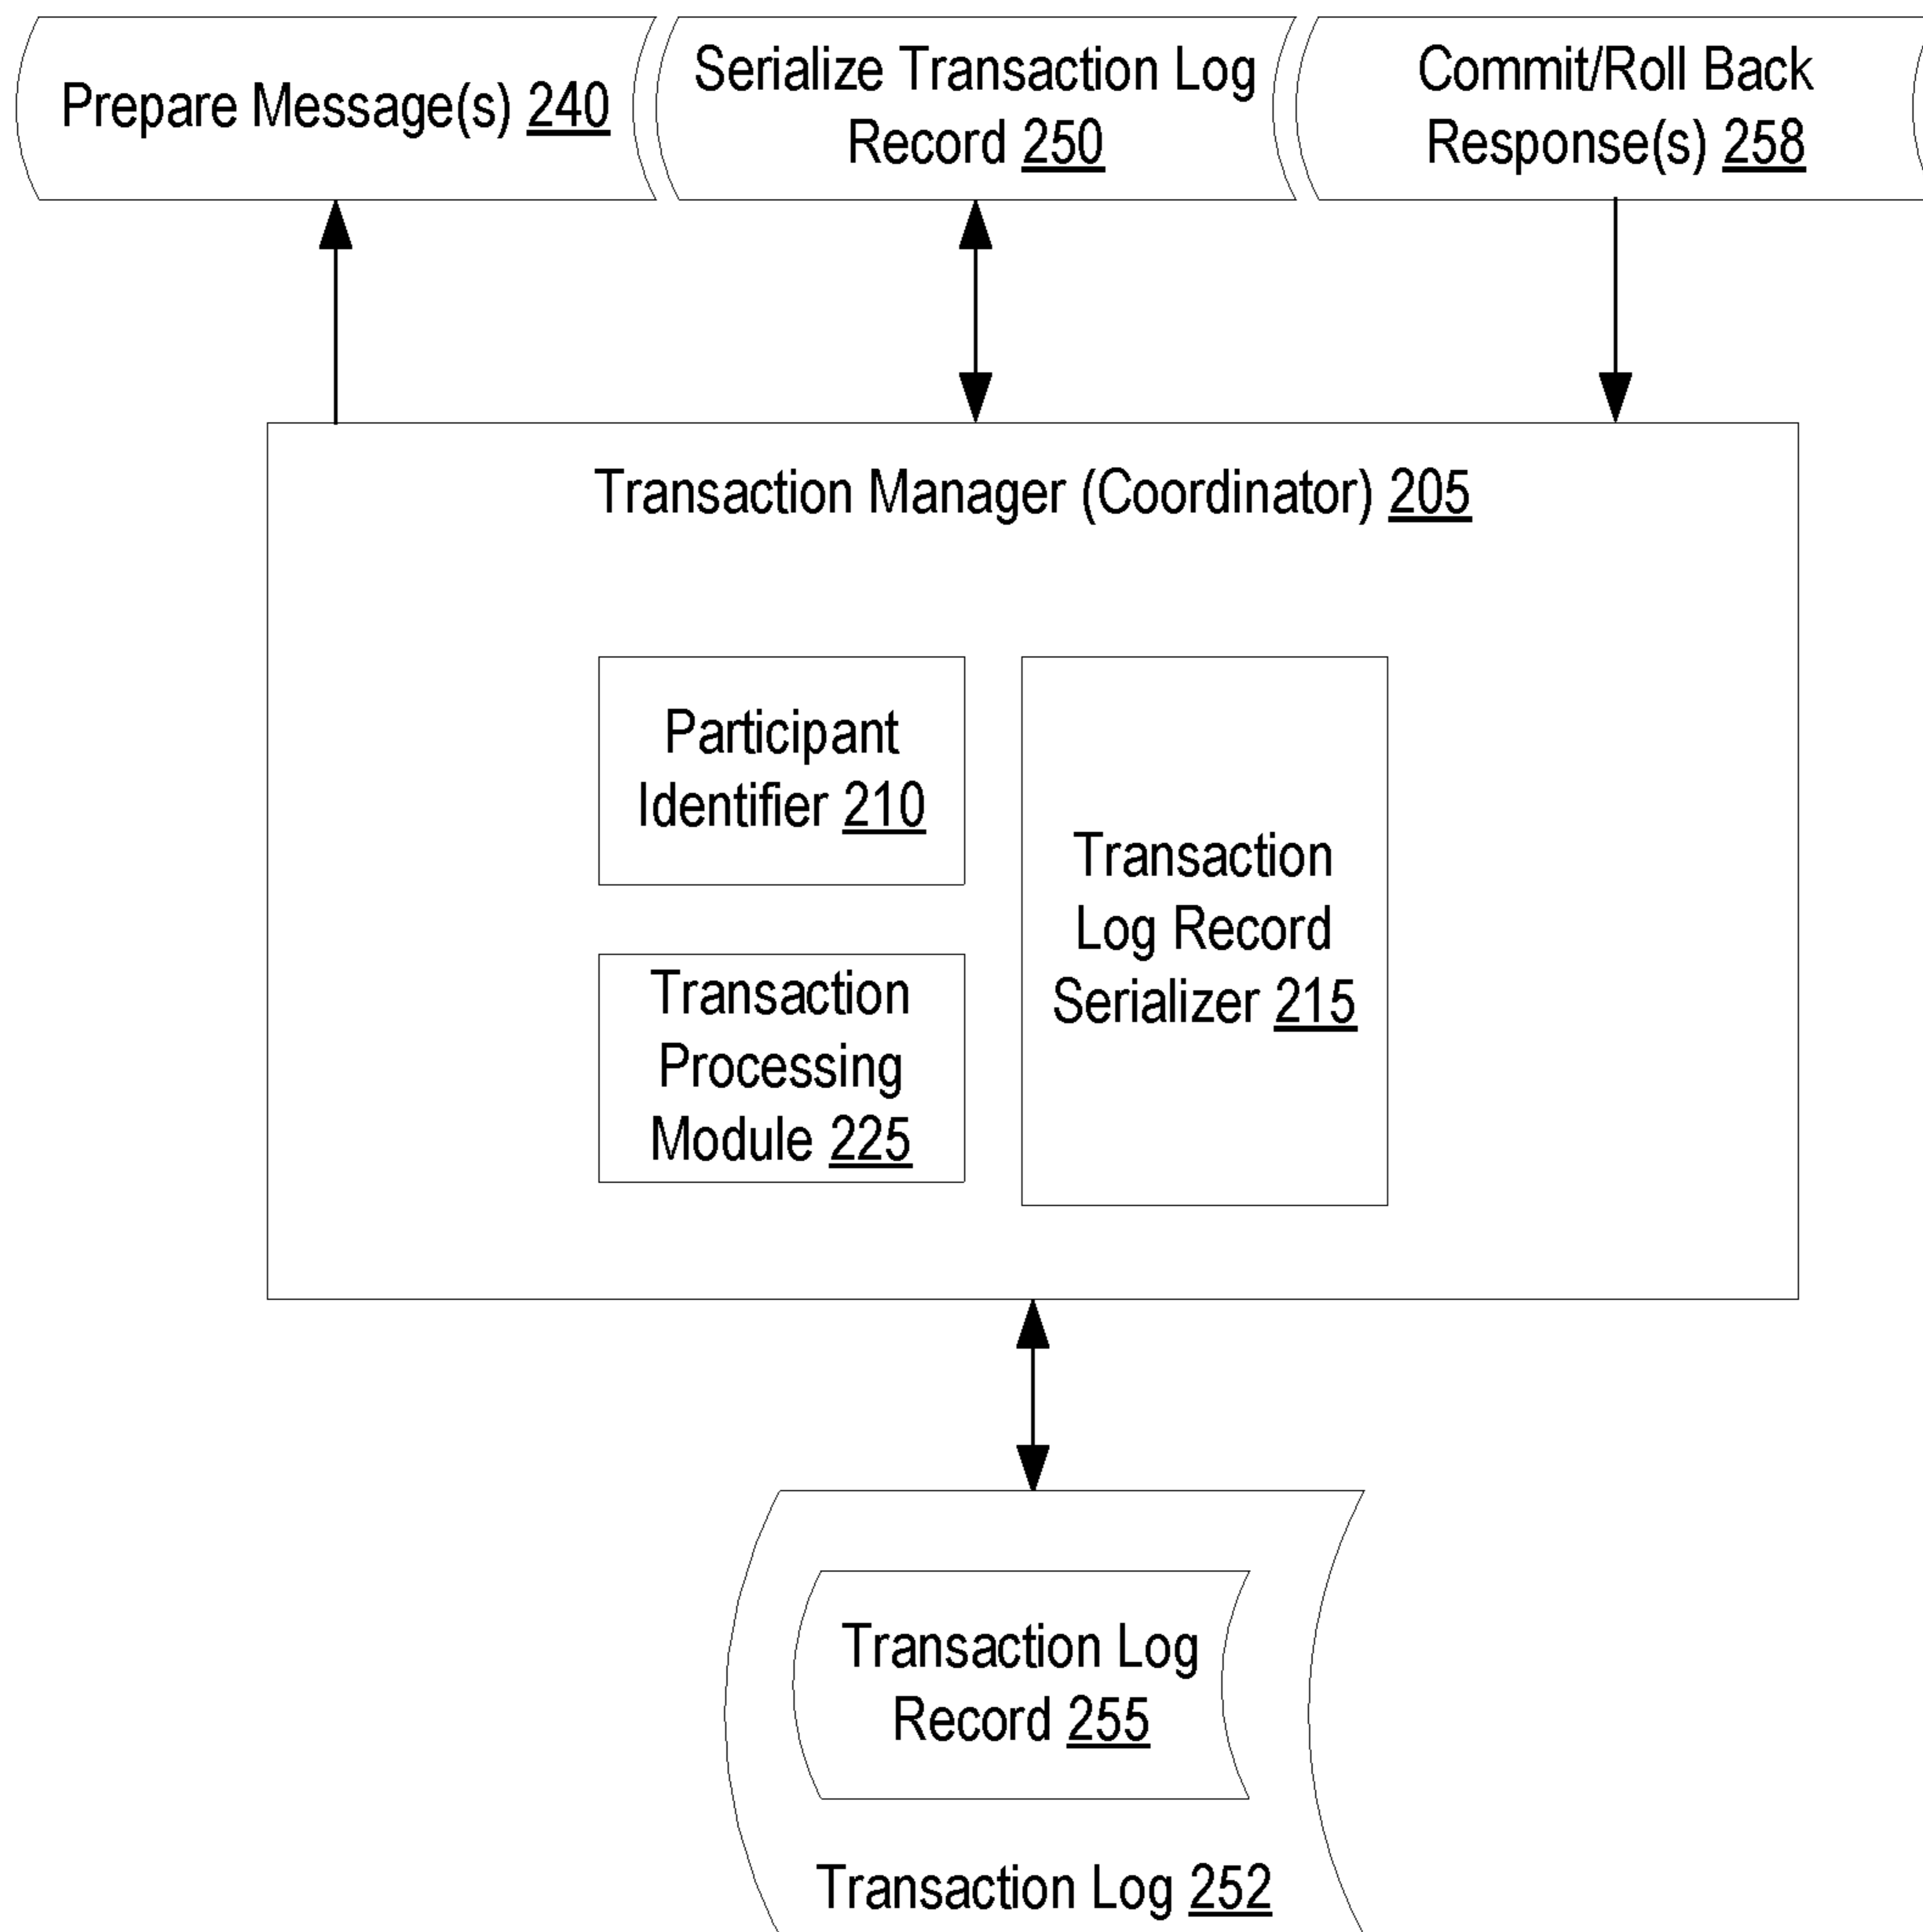 Prepare Message(s) 240
Serialize Transaction Log
Record 250
Commit/Roll Back
Response(s) 258
Transaction Manager (Coordinator) 205
Participant
Identifier 210
Transaction
Processing
Module 225
Transaction
Log Record
Serializer 215
Transaction Log
Record 255
Transaction Log 252